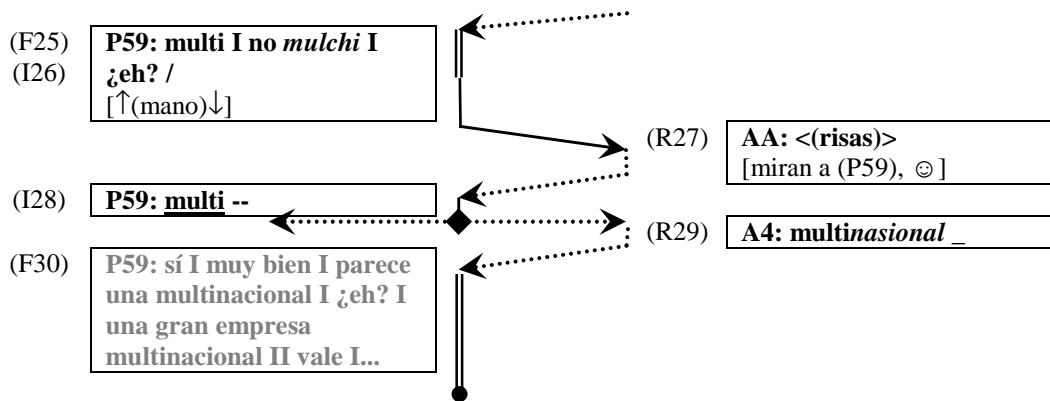 (F25) P59: multi I no mulchi I
(I26) ¿eh? /
[↑(mano)↓]
(R27) AA: <(risas)>
[miran a (P59), ☺]
(I28) P59: multi --
(R29) A4: multinasional _
(F30) P59: sí I muy bien I parece
una multinacional I ¿eh? I
una gran empresa
multinacional II vale I...